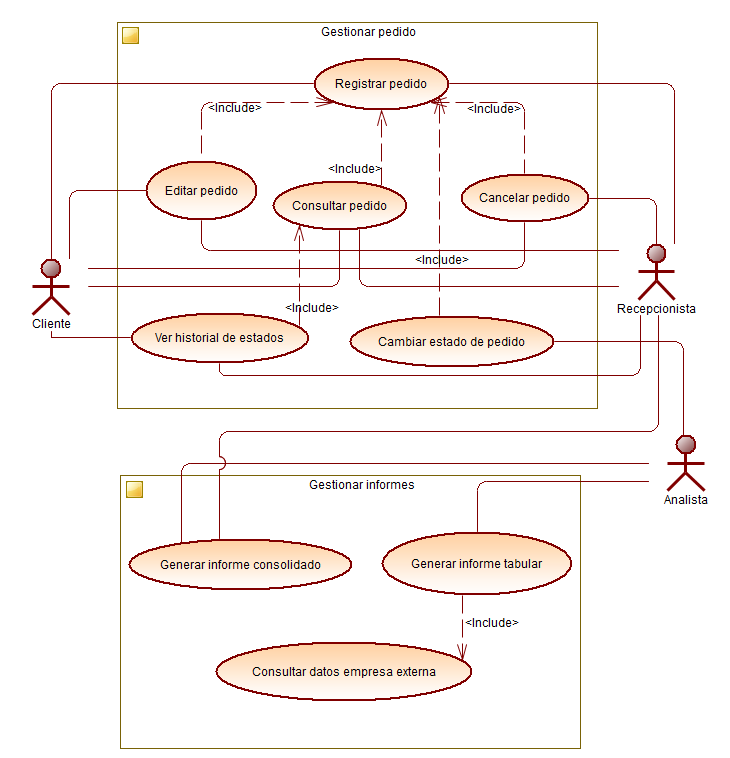 Gestionar pedido
Registrar pedido
<Include>
<Include>
<Include>
Editar pedido
Consultar pedido
Cancelar pedido
<Include>
<Include>
Cliente
Recepcionista
Ver historial de estados
Cambiar estado de pedido
Analista
Gestionar informes
Generar informe consolidado
Generar informe tabular
<Include>
Consultar datos empresa externa